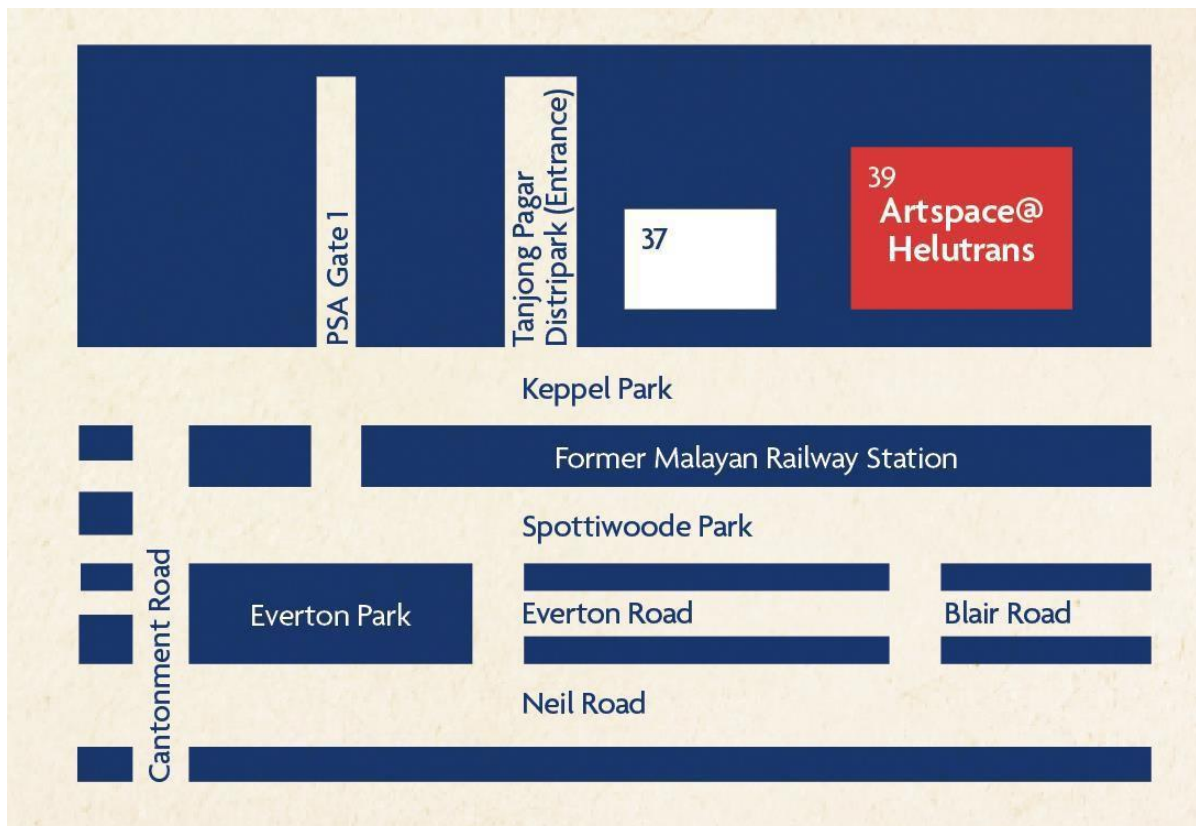 PSA Gate 1
Tanjong Pagar
Distripark (Entrance)
37
39
Artspace@
Helutrans
Keppel Park
Former Malayan Railway Station
Spottiwoode Park
Cantonment Road
Everton Park
Everton Road
Blair Road
Neil Road